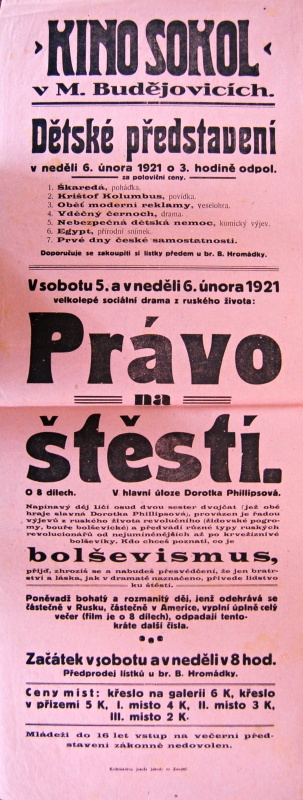 ›KINO SOKOL‹
v M. Budějovicích.
Dětské představení
v neděli 6. února 1921 o 3. hodině odpol.
za poloviční ceny.
1. Škaredá, pohádka.
2. Krištof Kolumbus, povídka.
3. Oběť moderní reklamy, veselohra.
4. Vděčný černoch, drama.
5. Nebezpečná dětská nemoc, komický výjev.
6. Egypt, přírodní snímek.
7. Prvé dny české samostatnosti.
Doporučuje se zakoupiti si lístky předem u br. B. Hromádky.
V sobotu 5. a v neděli 6. února 1921
velkolepé sociální drama z ruského života:
Právo
na
štěstí.
O 8 dílech. V hlavní úloze Dorotka Phillipsová.
Napínavý děj líčí osud dvou sester dvojčat (jež obě
hraje slavná Dorotka Phillipsová), provázen je řadou
výjevů z ruského života revolučního (židovské pogro-
my, bouře bolševické) a předvádí různé typy ruských
revolucionářů od nejumírněnějších až po krvežíznivé
bolševiky. Kdo chceš poznati, co je
bolševismus,
přijď, zhrozíš se a nabudeš přesvědčení, že jen bratr-
ství a láska, jak v dramatě naznačeno, přivede lidstvo
ku štěstí.
Poněvadž bohatý a rozmanitý děj, jenž odehrává se
částečně v Rusku, částečně v Americe, vyplní úplně celý
večer (film je o 8 dílech), odpadají tento-
kráte další čísla.
Začátek v sobotu a v neděli v 8 hod.
Předprodej lístků u br. B. Hromádky.
Ceny míst: křeslo na galerii 6 K, křeslo
v přízemí 5 K, I. místo 4 K, II. místo 3 K,
III. místo 2 K.
Mládeži do 16 let vstup na večerní před-
stavení zákonně nedovolen.